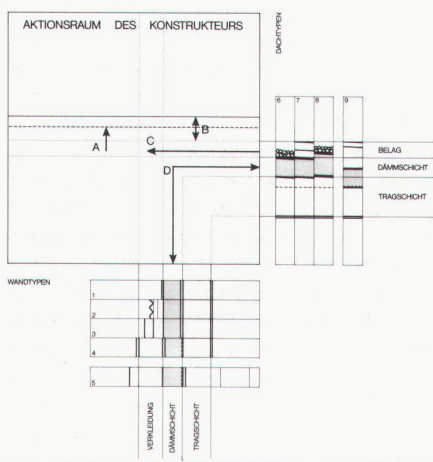 AKTIONSRAUM DES KONSTRUKTEURS
DACHTYPEN
6 7 8 9
B
A
C
D
BELAG
DÄMMSCHICHT
TRAGSCHICHT
WANDTYPEN
1
2
3
4
5
VERKLEIDUNG
DÄMMSCHICHT
TRAGSCHICHT